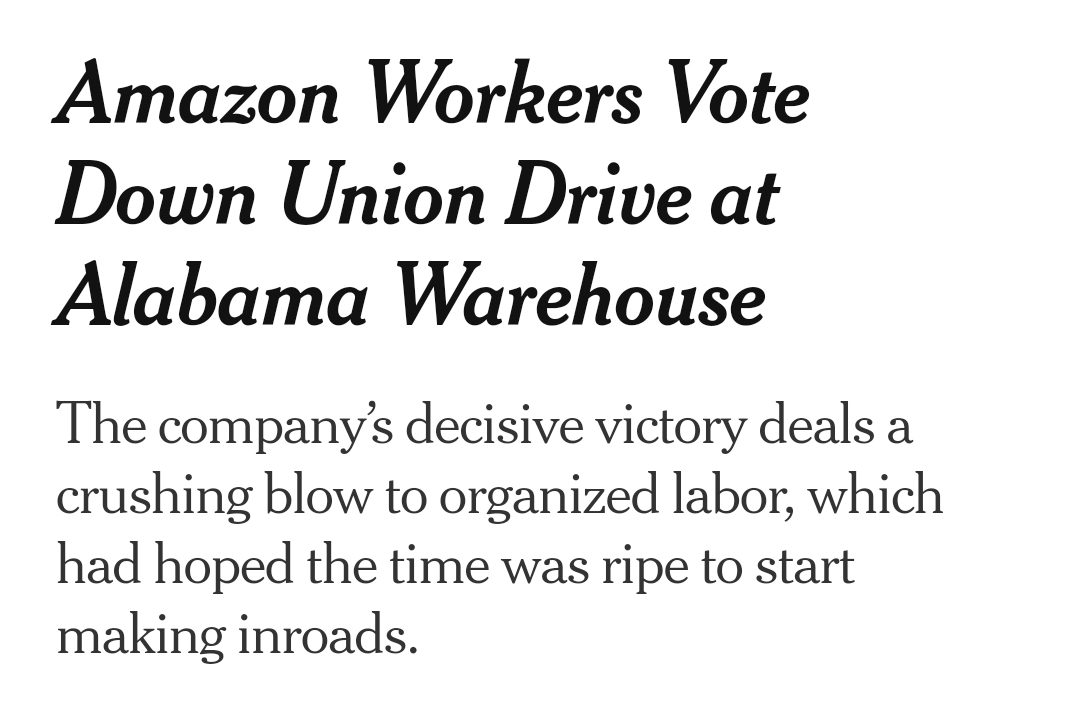 Amazon Workers Vote
Down Union Drive at
Alabama Warehouse
The company’s decisive victory deals a
crushing blow to organized labor, which
had hoped the time was ripe to start
making inroads.